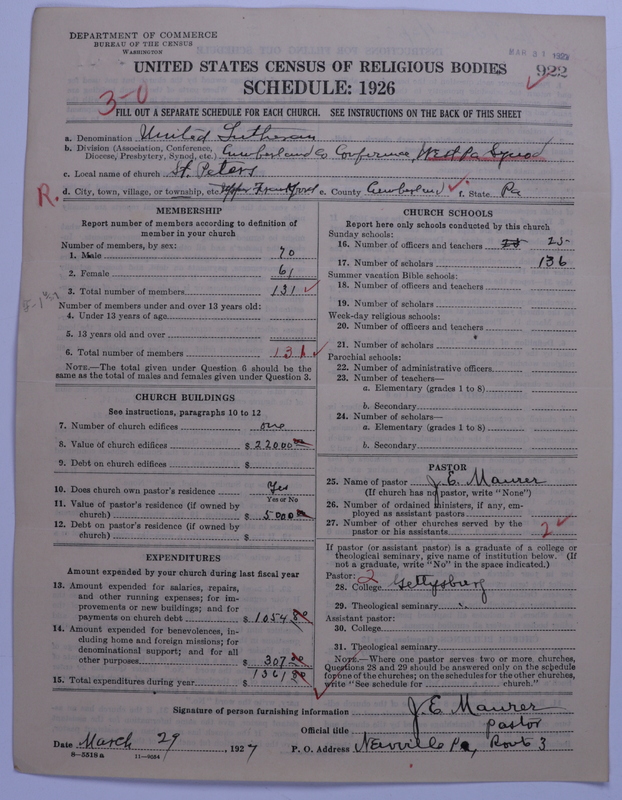 DEPARTMENT OF COMMERCE
BUREAU OF THE CENSUS
WASHINGTON
MAR 31 1927
922
UNITED STATES CENSUS OF RELIGIOUS BODIES
SCHEDULE: 1926
3-0
FILL OUT A SEPARATE SCHEDULE FOR EACH CHURCH. SEE INSTRUCTIONS ON THE BACK OF THIS SHEET
a. Denomination United Lutheran
b. Division (Association, Conference, Diocese, Presbytery, Synod, etc.) Cumberland Co Conference, West Pa Synod
c. Local name of church St. Peters
R.
d. City, town, village, or township, etc. Upper Frankford e. County Cumberland f. State Pa
MEMBERSHIP
Report number of members according to definition of
member in your church
Number of members, by sex:
1. Male 70
2. Female 61
3. Total number of members 131
Number of members under and over 13 years old:
4. Under 13 years of age
5. 13 years old and over
6. Total number of members 131
NOTE.—The total given under Question 6 should be the
same as the total of males and females given under Question 3.
CHURCH BUILDINGS
See instructions, paragraphs 10 to 12
7. Number of church edifices one
8. Value of church edifices $ 22000
9. Debt on church edifices $
10. Does church own pastor's residence Yes
Yes or No
11. Value of pastor's residence (if owned by
church) $ 5000
12. Debt on pastor's residence (if owned by
church) $
EXPENDITURES
Amount expended by your church during last fiscal year
13. Amount expended for salaries, repairs,
and other running expenses; for im-
provements or new buildings; and for
payments on church debt $ 1054 80
14. Amount expended for benevolences, in-
cluding home and foreign missions; for
denominational support; and for all
other purposes $ 307
15. Total expenditures during year $ 1361 80
CHURCH SCHOOLS
Report here only schools conducted by this church
Sunday schools:
16. Number of officers and teachers 25
17. Number of scholars 136
Summer vacation Bible schools:
18. Number of officers and teachers
19. Number of scholars
Week-day religious schools:
20. Number of officers and teachers
21. Number of scholars
Parochial schools:
22. Number of administrative officers
23. Number of teachers—
a. Elementary (grades 1 to 8)
b. Secondary
24. Number of scholars—
a. Elementary (grades 1 to 8)
b. Secondary
PASTOR
25. Name of pastor J. E. Maurer
(If church has no pastor, write "None")
26. Number of ordained ministers, if any, em-
ployed as assistant pastors
27. Number of other churches served by the
pastor or his assistants 2
If pastor (or assistant pastor) is a graduate of a college or
theological seminary, give name of institution below. (If
not a graduate, write "No" in the space indicated.)
Pastor: 2
28. College Gettysburg
29. Theological seminary "
Assistant pastor:
30. College
31. Theological seminary
NOTE.—Where one pastor serves two or more churches,
Questions 28 and 29 should be answered only on the schedule
for one of the churches; on the schedules for the other churches,
write "See schedule for church."
Signature of person furnishing information J. E. Maurer
Official title Pastor
Date March 29, 1927 P. O. Address Newville Pa, Route 3
8—5518a 11—9034